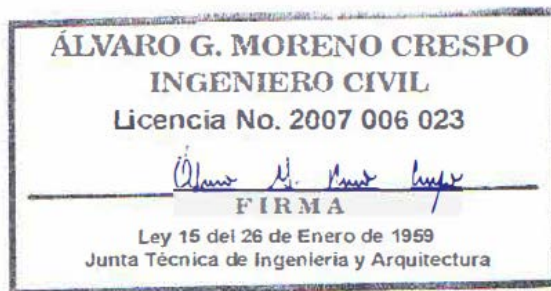 ÁLVARO G. MORENO CRESPO
INGENIERO CIVIL
Licencia No. 2007 006 023
FIRMA
Ley 15 del 26 de Enero de 1959
Junta Técnica de Ingeniería y Arquitectura